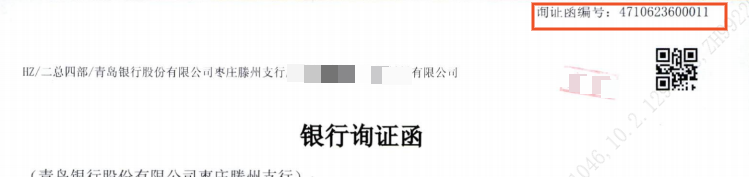 询证函编号：4710623600011
HZ/二总四部/青岛银行股份有限公司枣庄滕州支行
有限公司
银行询证函
（青岛银行股份有限公司枣庄滕州支行）：